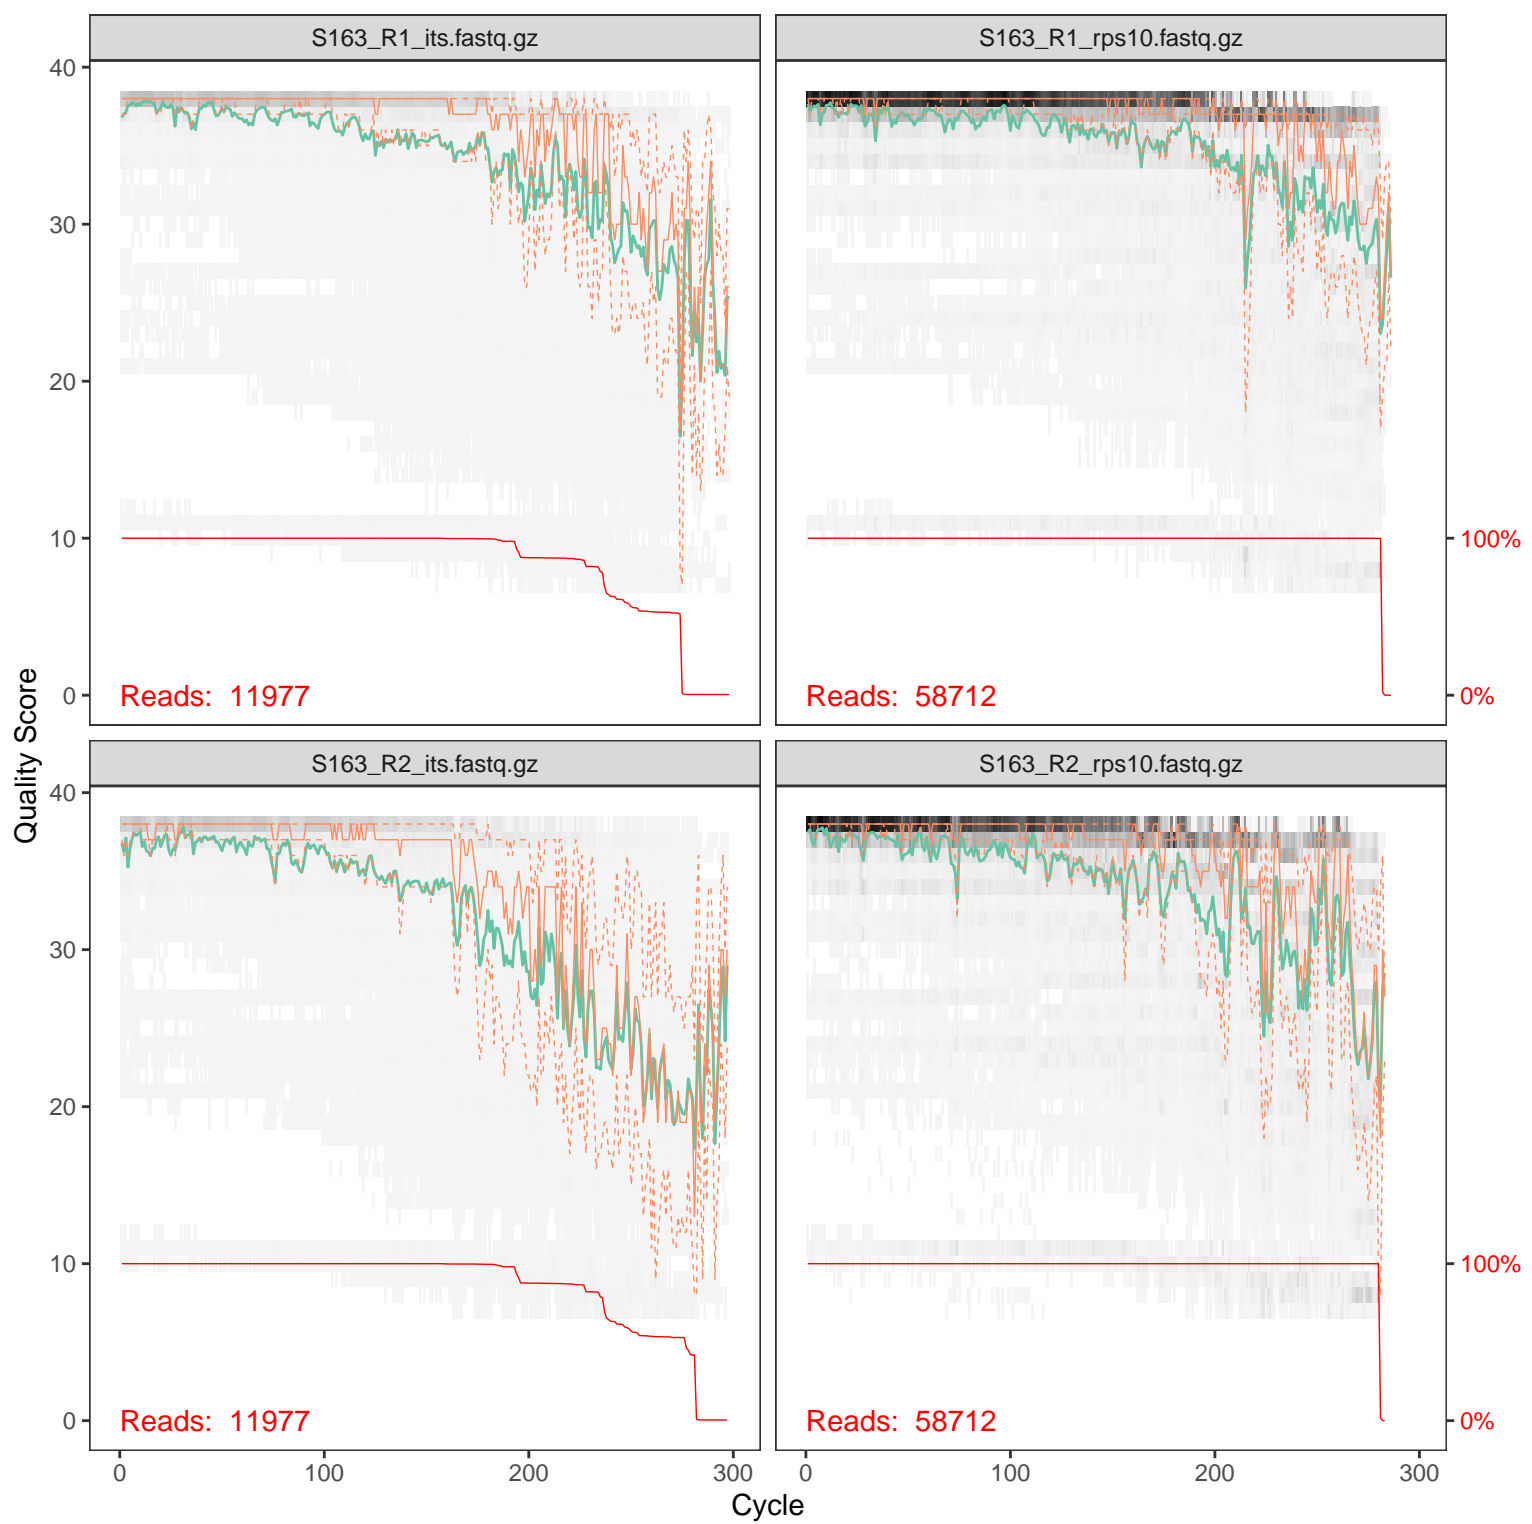 S163_R1_its.fastq.gz
S163_R1_rps10.fastq.gz
40
30
20
10
0
Reads: 11977
Reads: 58712
100%
0%
S163_R2_its.fastq.gz
S163_R2_rps10.fastq.gz
40
30
20
10
0
Reads: 11977
Reads: 58712
100%
0%
0
100
200
300
0
100
200
300
Cycle
Quality Score